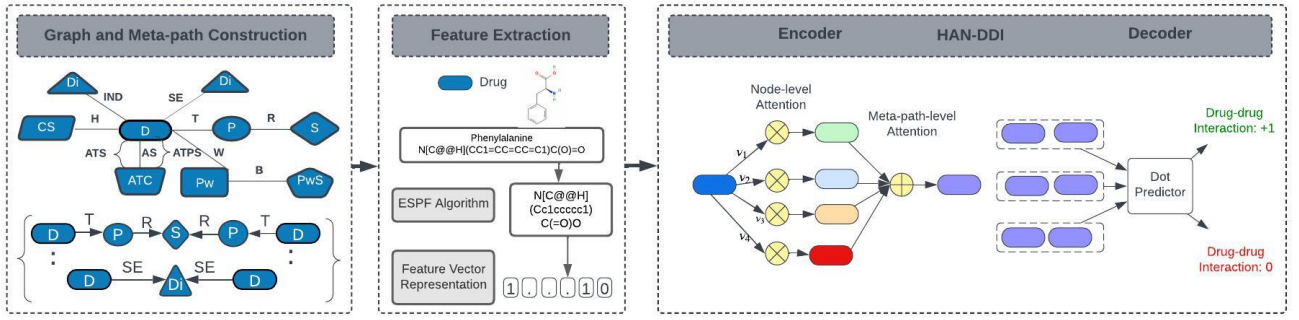 Graph and Meta-path Construction
Di
Di
IND
SE
CS
H
D
T
P
R
S
ATS
AS
ATPS
W
ATC
Pw
B
PwS
D
T
P
R
S
R
P
T
D
:
:
D
SE
Di
SE
D
Feature Extraction
Drug
Phenylalanine
N[C@@H](CC1=CC=CC=C1)C(O)=O
ESPF Algorithm
N[C@@H]
(Cc1ccccc1)
C(=O)O
Feature Vector
Representation
1 . . . 1 0
Encoder
HAN-DDI
Decoder
Node-level
Attention
Meta-path-level
Attention
v1
v2
v3
v4
Dot
Predictor
Drug-drug
Interaction: +1
Drug-drug
Interaction: 0